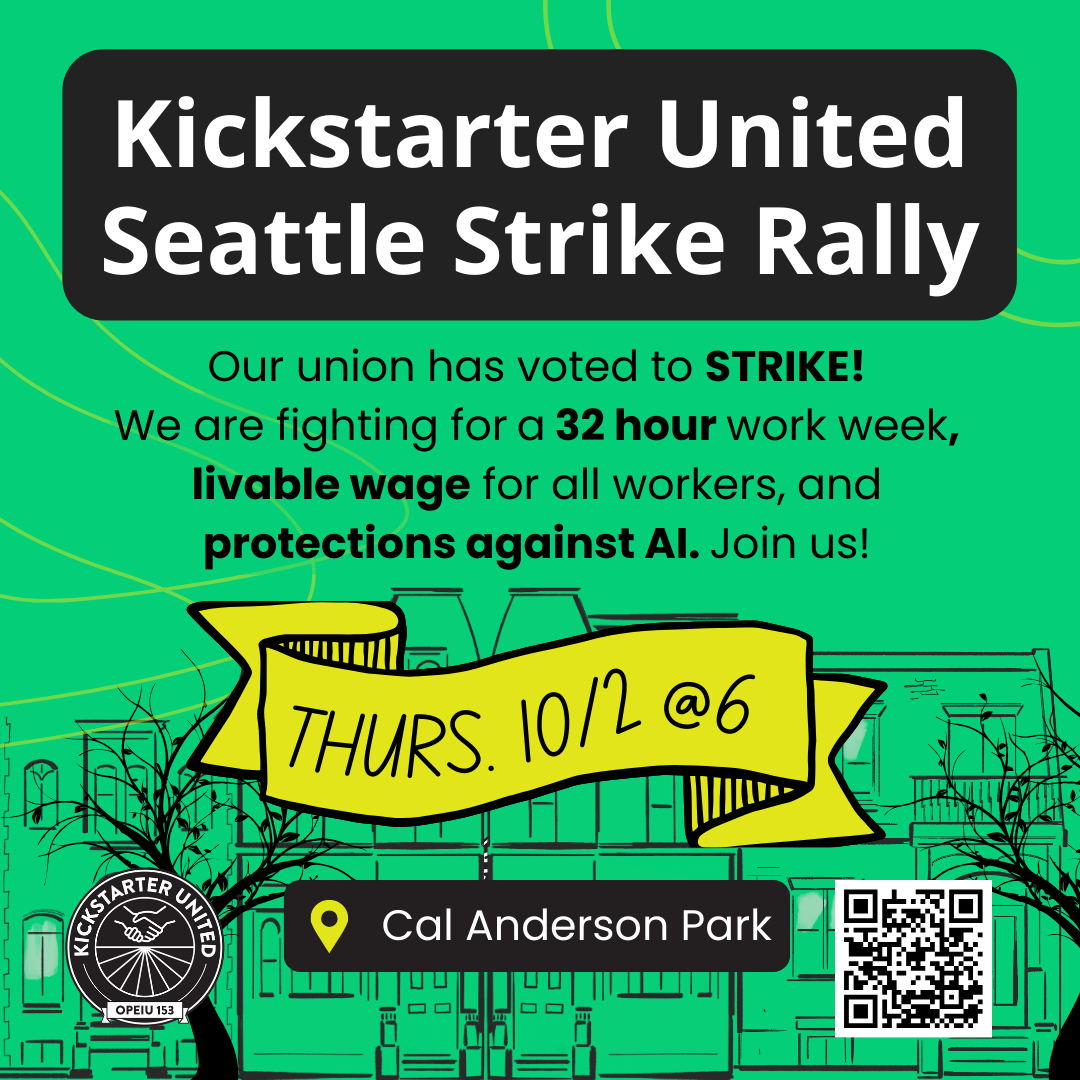 Kickstarter United
Seattle Strike Rally
Our union has voted to STRIKE!
We are fighting for a 32 hour work week,
livable wage for all workers, and
protections against AI. Join us!
THURS. 10/2 @6
Cal Anderson Park
KICKSTARTER UNITED
OPEIU 153